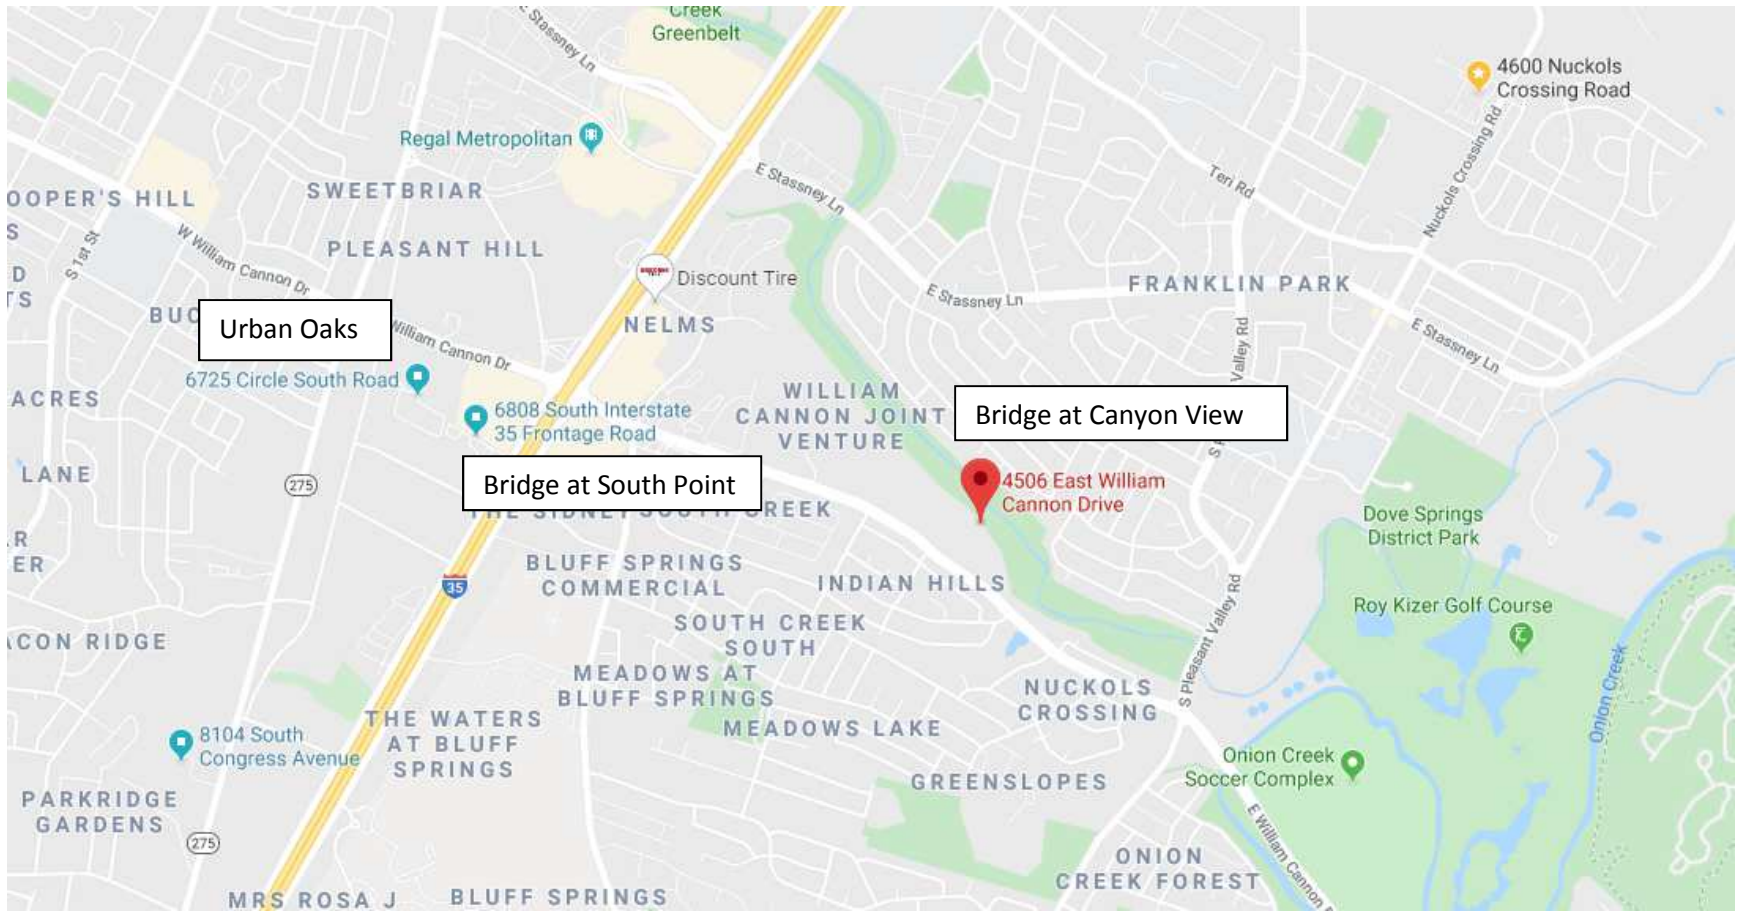 Creek
Greenbelt
E Stassney Ln
4600 Nuckols
Crossing Road
Regal Metropolitan
Nuckols Crossing Rd
E Stassney Ln
Teri Rd
OOPER'S HILL
SWEETBRIAR
S
S 1st St
W William Cannon Dr
PLEASANT HILL
D
TS
Discount Tire
E Stassney Ln
FRANKLIN PARK
BUC
Urban Oaks
William Cannon Dr
NELMS
E Stassney Ln
Valley Rd
6725 Circle South Road
ACRES
6808 South Interstate
35 Frontage Road
WILLIAM
CANNON JOINT
VENTURE
Bridge at Canyon View
S
LANE
275
Bridge at South Point
4506 East William
Cannon Drive
CREEK
Dove Springs
District Park
R
ER
BLUFF SPRINGS
COMMERCIAL
35
INDIAN HILLS
Roy Kizer Golf Course
SOUTH CREEK
SOUTH
ACON RIDGE
S Pleasant Valley Rd
Onion Creek
MEADOWS AT
BLUFF SPRINGS
NUCKOLS
CROSSING
THE WATERS
AT BLUFF
SPRINGS
MEADOWS LAKE
8104 South
Congress Avenue
Onion Creek
Soccer Complex
GREENSLOPES
PARKRIDGE
GARDENS
275
E William Cannon
ONION
CREEK FOREST
MRS ROSA J
BLUFF SPRINGS